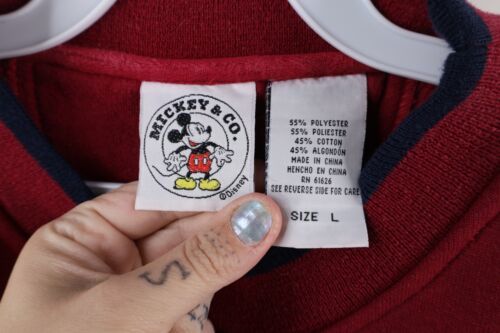 MICKEY & CO.
©Disney
55% POLYESTER
55% POLIESTER
45% COTTON
45% ALGODÓN
MADE IN CHINA
HECHO EN CHINA
RN 61626
SEE REVERSE SIDE FOR CARE
SIZE L
S